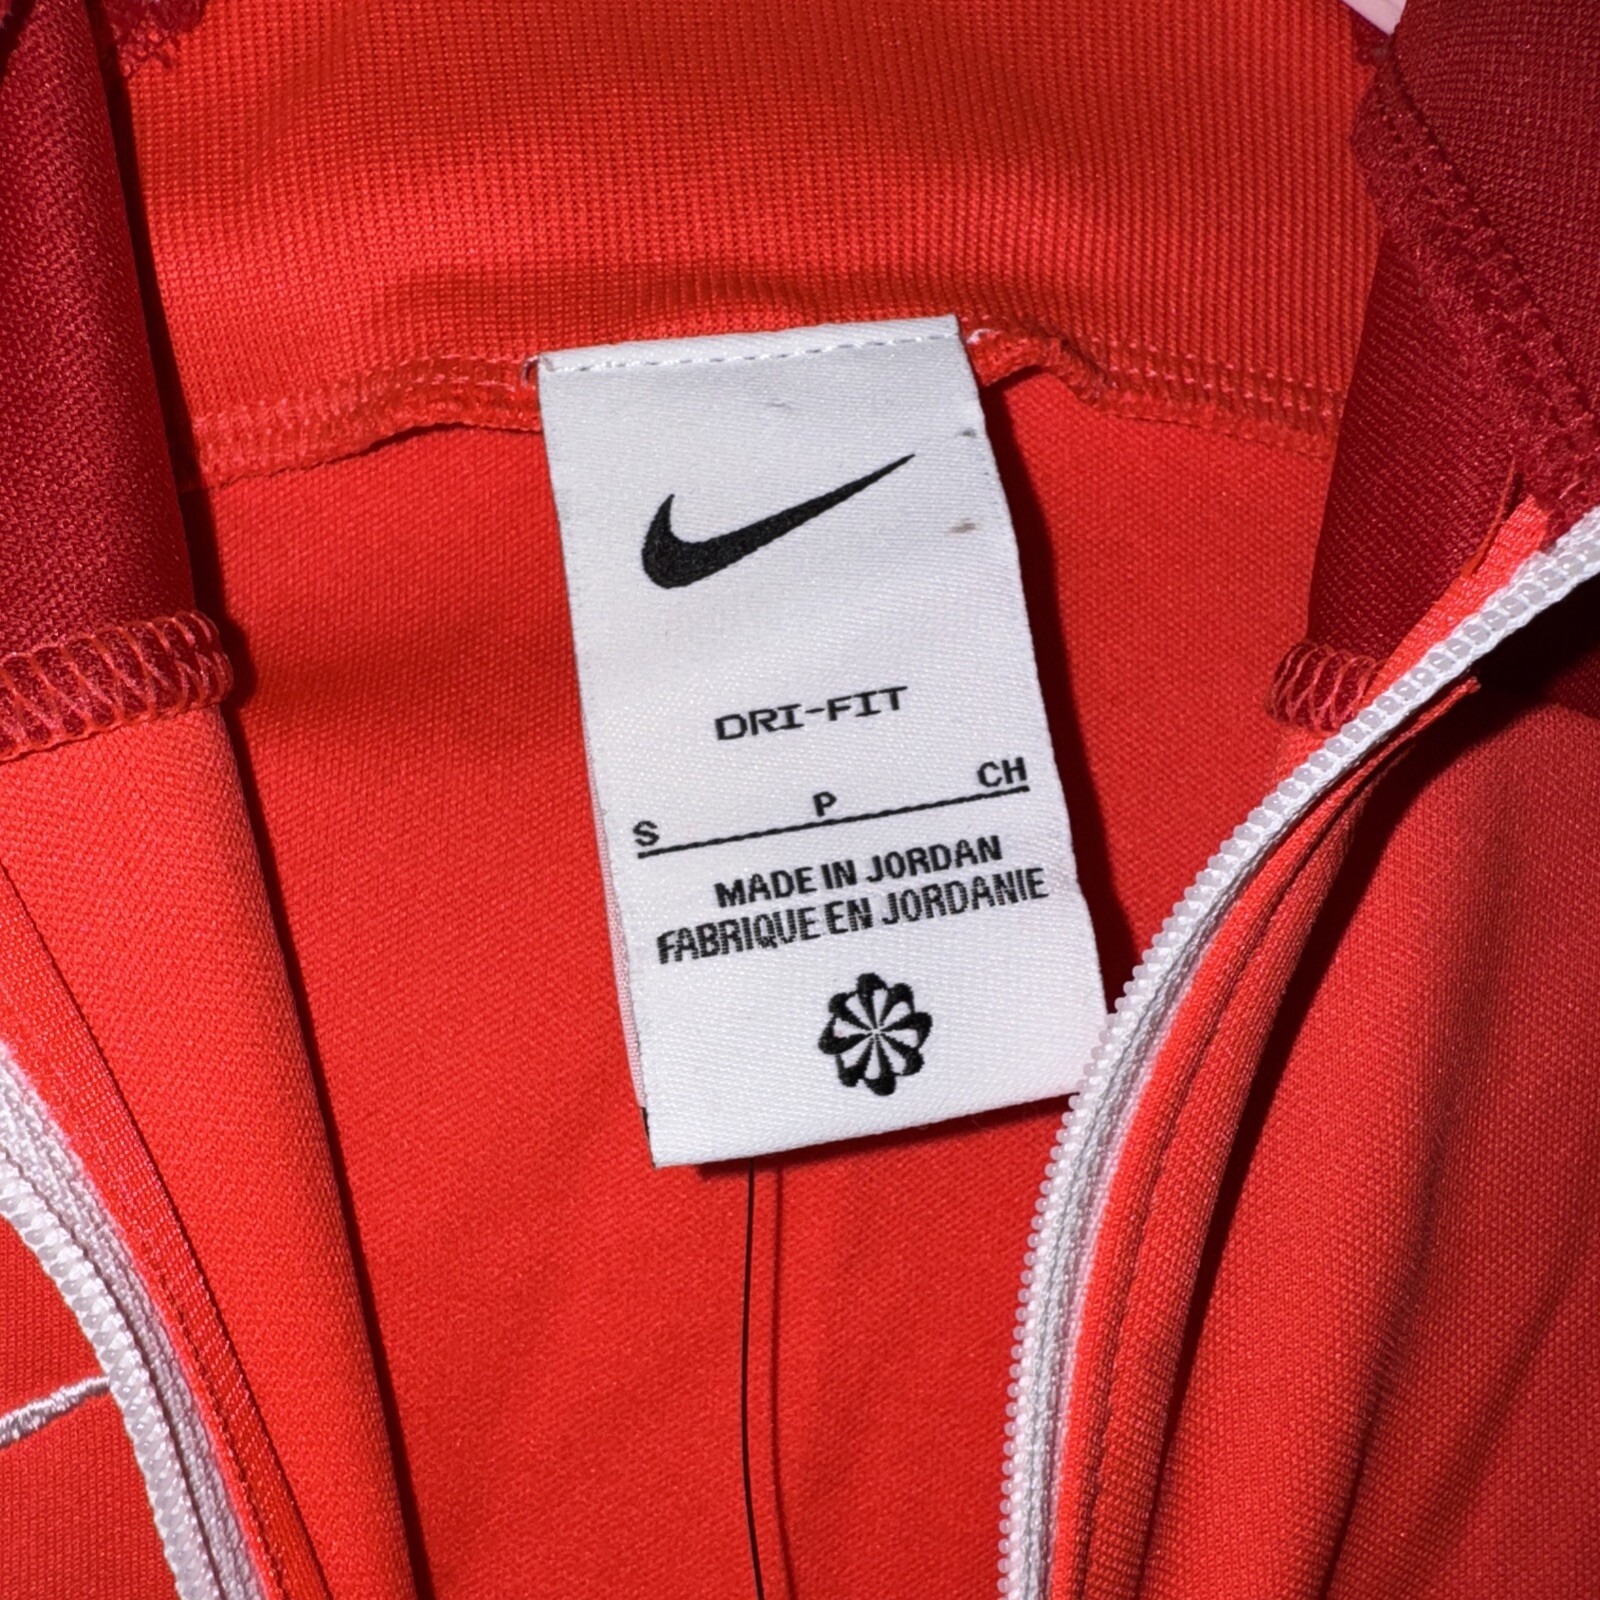 DRI-FIT
S P CH
MADE IN JORDAN
FABRIQUE EN JORDANIE